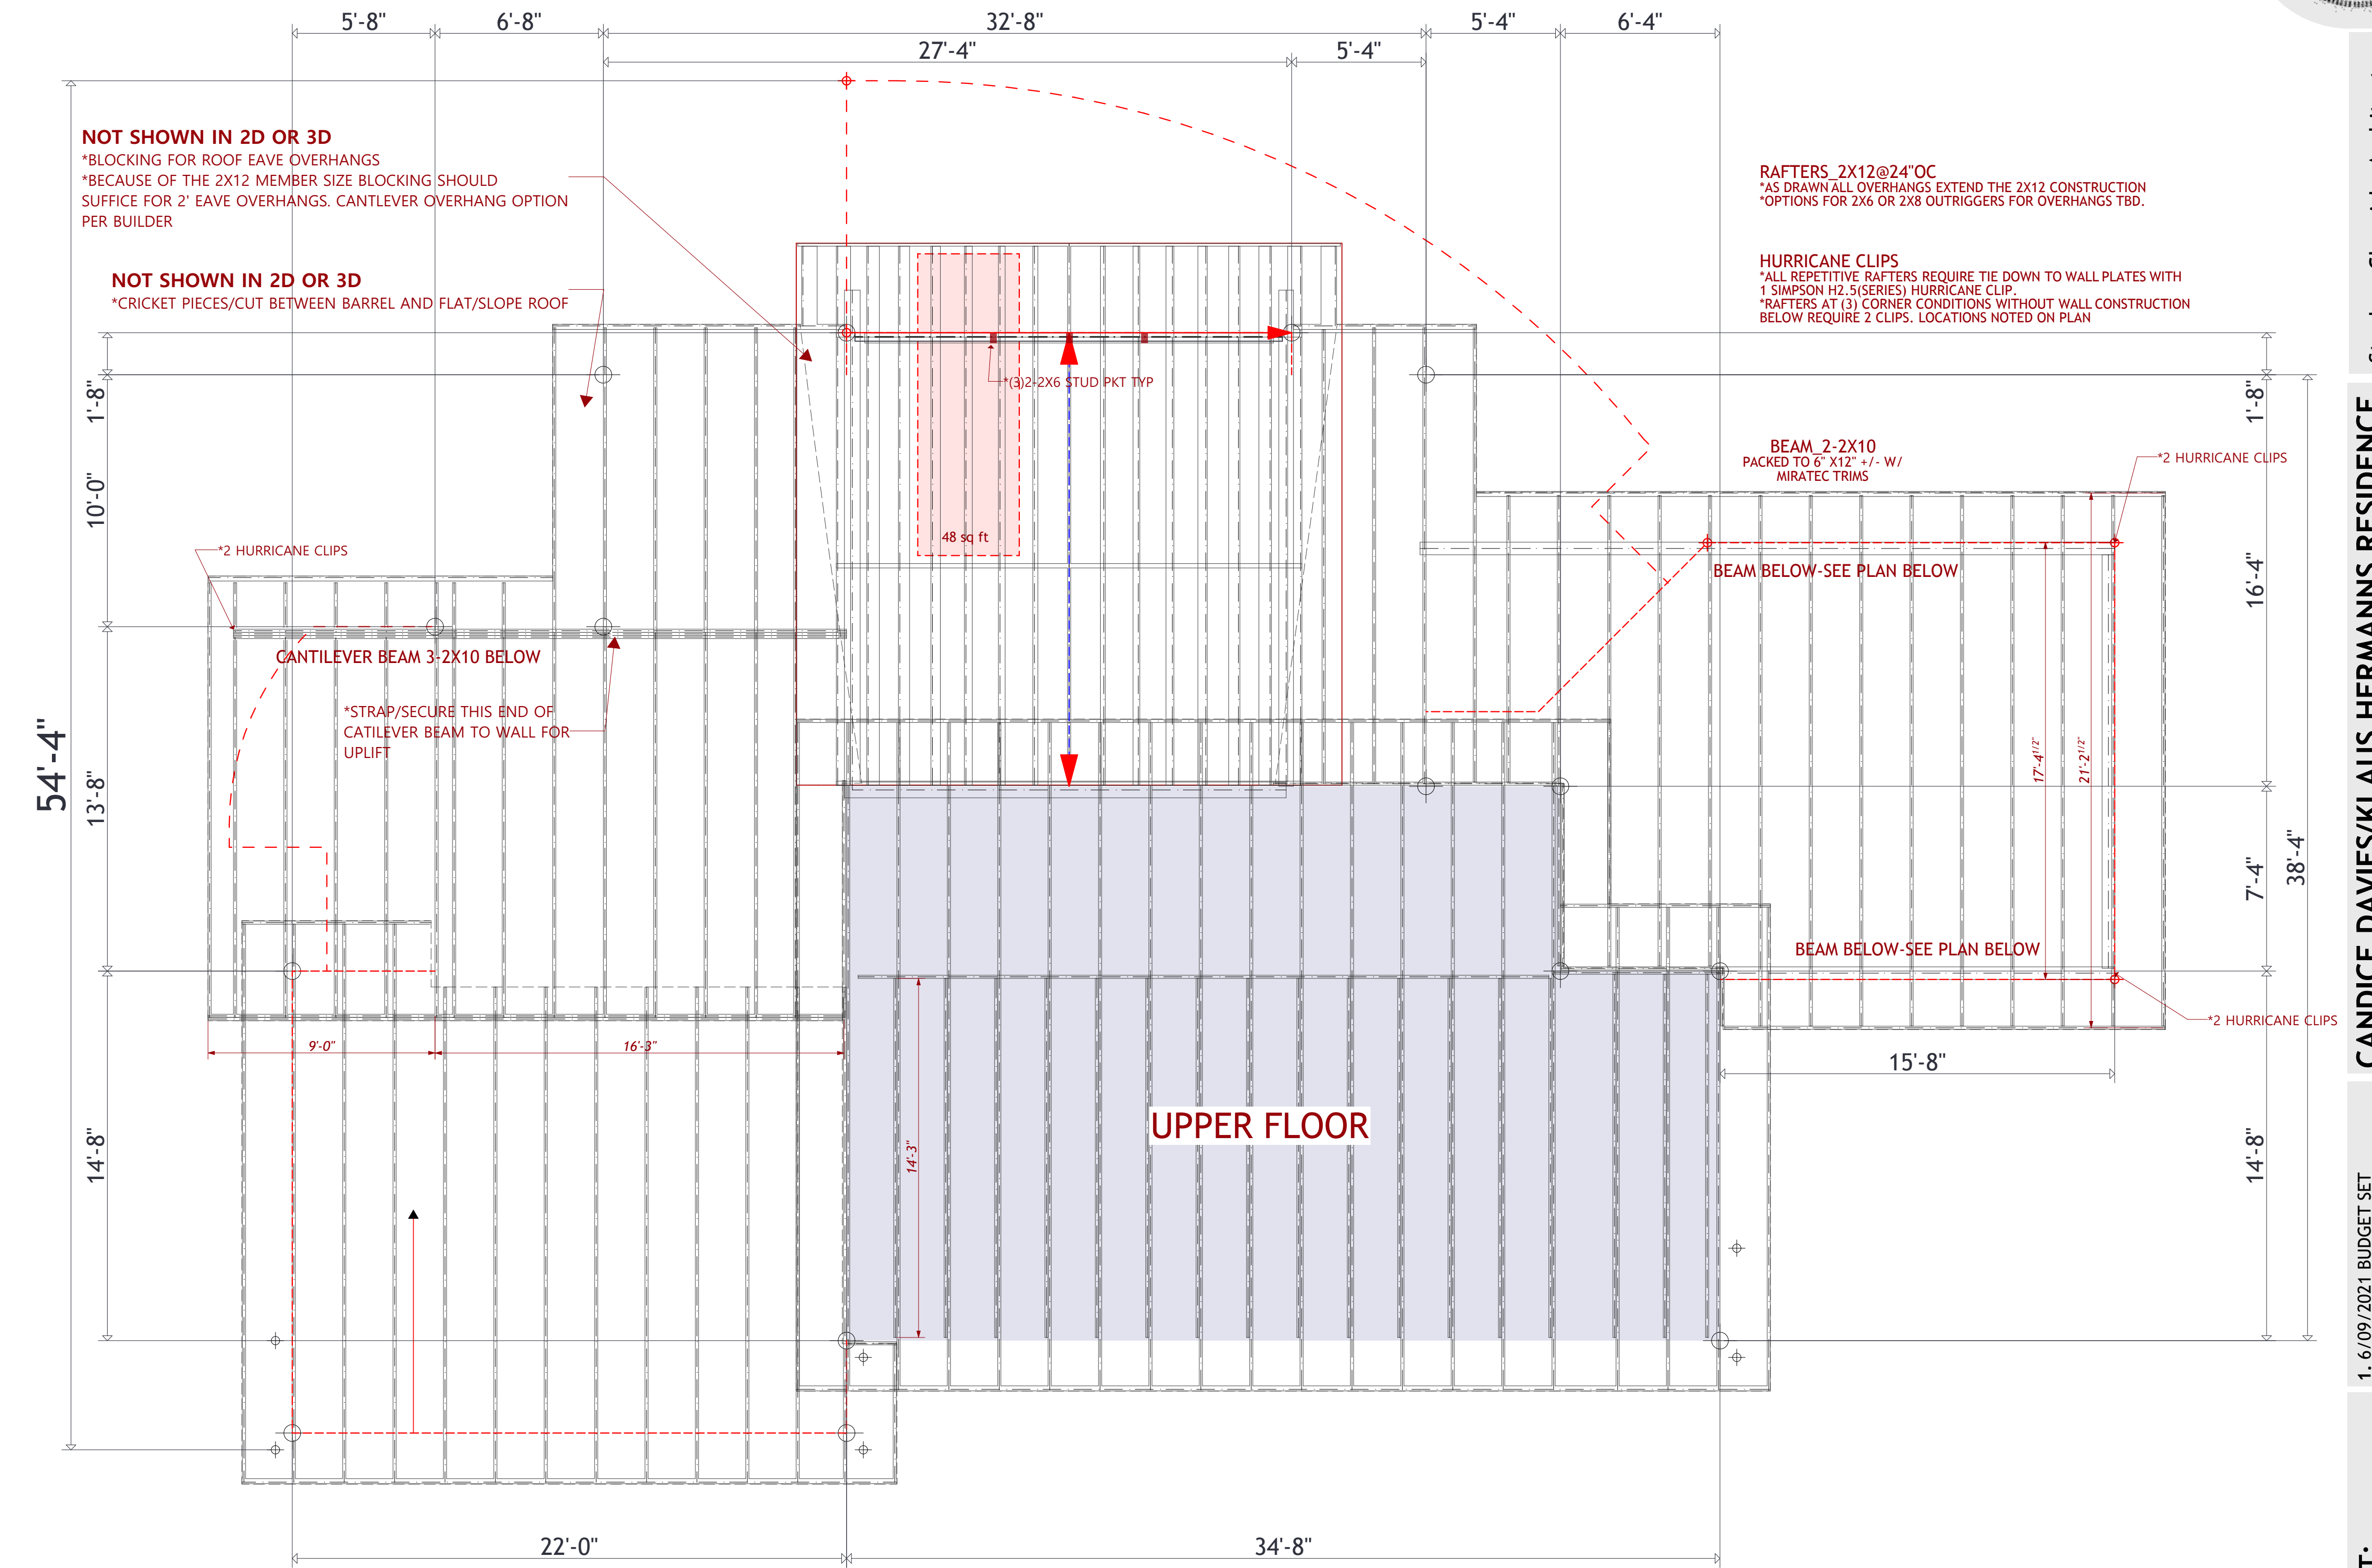 5'-8"
6'-8"
32'-8"
5'-4"
6'-4"
27'-4"
5'-4"
NOT SHOWN IN 2D OR 3D
*BLOCKING FOR ROOF EAVE OVERHANGS
*BECAUSE OF THE 2X12 MEMBER SIZE BLOCKING SHOULD
SUFFICE FOR 2' EAVE OVERHANGS. CANTLEVER OVERHANG OPTION
PER BUILDER
NOT SHOWN IN 2D OR 3D
*CRICKET PIECES/CUT BETWEEN BARREL AND FLAT/SLOPE ROOF
RAFTERS_2X12@24"OC
*AS DRAWN ALL OVERHANGS EXTEND THE 2X12 CONSTRUCTION
*OPTIONS FOR 2X6 OR 2X8 OUTRIGGERS FOR OVERHANGS TBD.
HURRICANE CLIPS
*ALL REPETITIVE RAFTERS REQUIRE TIE DOWN TO WALL PLATES WITH
1 SIMPSON H2.5(SERIES) HURRICANE CLIP.
*RAFTERS AT (3) CORNER CONDITIONS WITHOUT WALL CONSTRUCTION
BELOW REQUIRE 2 CLIPS. LOCATIONS NOTED ON PLAN
*(3)2-2X6 STUD PKT TYP
1'-8"
1'-8"
BEAM_2-2X10
PACKED TO 6" X12" +/- W/
MIRATEC TRIMS
*2 HURRICANE CLIPS
10'-0"
48 sq ft
*2 HURRICANE CLIPS
BEAM BELOW-SEE PLAN BELOW
16'-4"
CANTILEVER BEAM 3-2X10 BELOW
*STRAP/SECURE THIS END OF
CATILEVER BEAM TO WALL FOR
UPLIFT
54'-4"
13'-8"
17'-4 1/2"
21'-2 1/2"
7'-4"
38'-4"
BEAM BELOW-SEE PLAN BELOW
*2 HURRICANE CLIPS
9'-0"
16'-3"
15'-8"
UPPER FLOOR
14'-3"
14'-8"
14'-8"
22'-0"
34'-8"
CANDICE DAVIES/KLAUS HERMANNS RESIDENCE
1. 6/09/2021 BUDGET SET